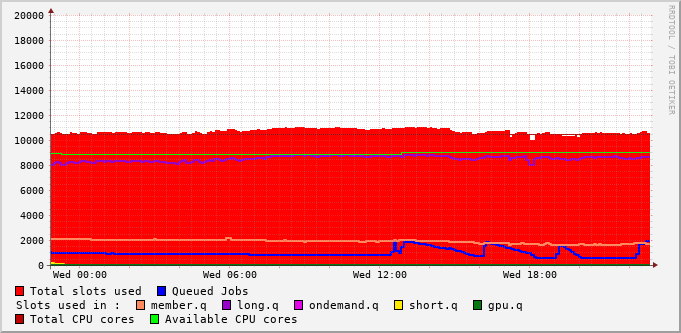 20000
18000
16000
14000
12000
10000
8000
6000
4000
2000
0
Wed 00:00 Wed 06:00 Wed 12:00 Wed 18:00
RRDTOOL / TOBI OETIKER
Total slots used Queued Jobs
Slots used in : member.q long.q ondemand.q short.q gpu.q
Total CPU cores Available CPU cores